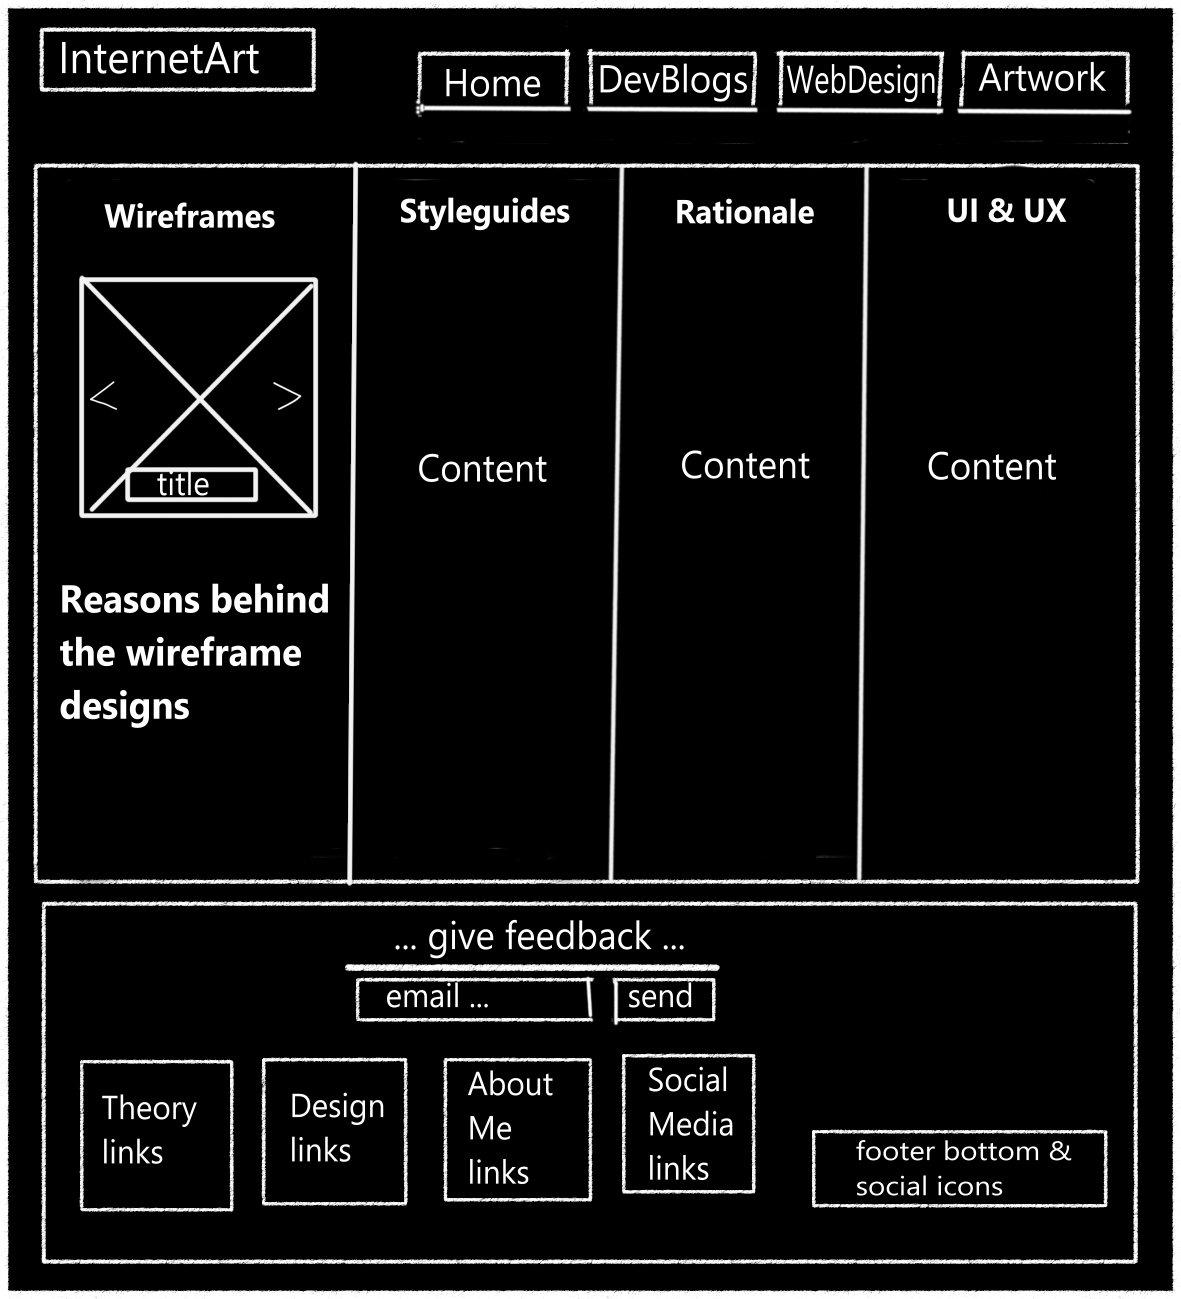 InternetArt
Home
DevBlogs
WebDesign
Artwork
Wireframes
<
>
title
Reasons behind
the wireframe
designs
Styleguides
Content
Rationale
Content
UI & UX
Content
... give feedback ...
email ...
send
Theory
links
Design
links
About
Me
links
Social
Media
links
footer bottom &
social icons